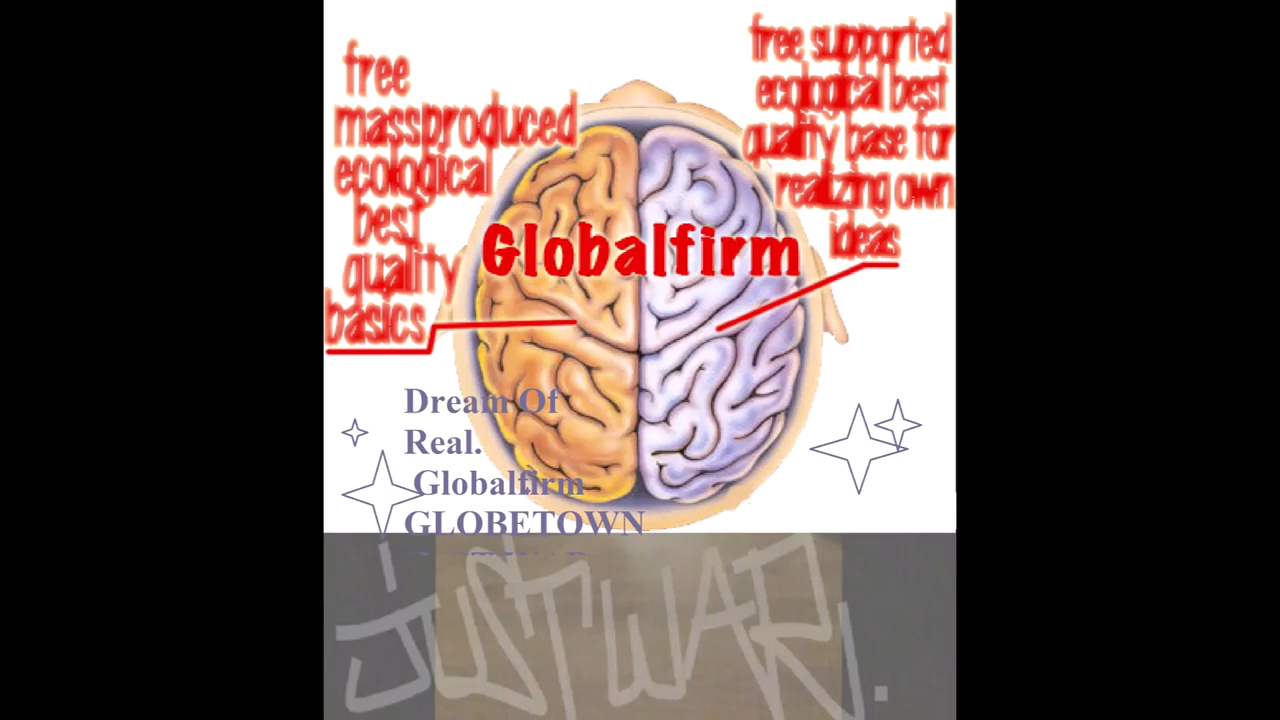 free
massproduced
ecological
best
quality
basics
free supported
ecological best
quality base for
realizing own
ideas
Globalfirm
Dream Of
Real.
Globalfirm
GLOBETOWN
JUST WAR.